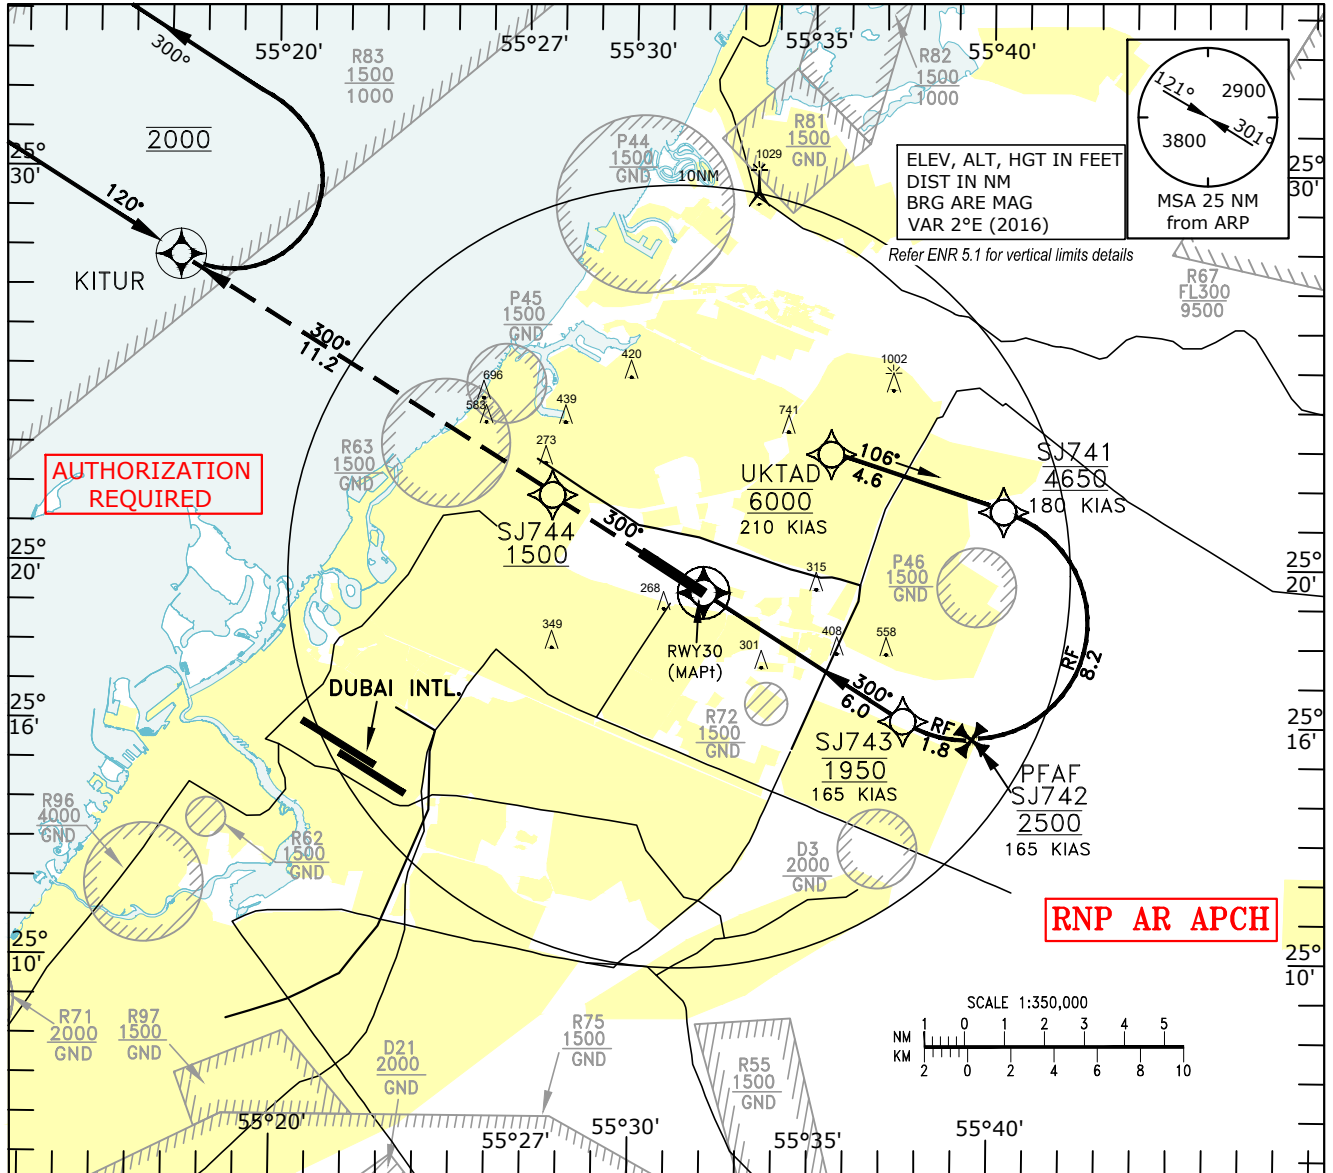 55°20'
55°27'
55°30'
55°35'
55°40'
300°
R83
1500
1000
R82
1500
1000
121°
2900
3800
301°
MSA 25 NM
from ARP
2000
25°
30'
P44
1500
GND
R81
1500
GND
1029
10NM
ELEV, ALT, HGT IN FEET
DIST IN NM
BRG ARE MAG
VAR 2°E (2016)
25°
30'
Refer ENR 5.1 for vertical limits details
120°
KITUR
R67
FL300
9500
P45
1500
GND
300°
11.2
420
1002
696
583
439
741
273
R63
1500
GND
AUTHORIZATION
REQUIRED
UKTAD
6000
210 KIAS
106°
4.6
SJ741
4650
180 KIAS
SJ744
1500
300°
25°
20'
P46
1500
GND
25°
20'
315
268
349
RWY30
(MAPt)
301
408
558
RF
8.2
DUBAI INTL.
300°
6.0
RF
1.8
25°
16'
R72
1500
GND
SJ743
1950
165 KIAS
25°
16'
PFAF
SJ742
2500
165 KIAS
R96
4000
GND
R62
1500
GND
D3
2000
GND
RNP AR APCH
25°
10'
25°
10'
R71
2000
GND
R97
1500
GND
D21
2000
GND
R75
1500
GND
R55
1500
GND
SCALE 1:350,000
NM
1 0 1 2 3 4 5
KM
2 0 2 4 6 8 10
55°20'
55°27'
55°30'
55°35'
55°40'